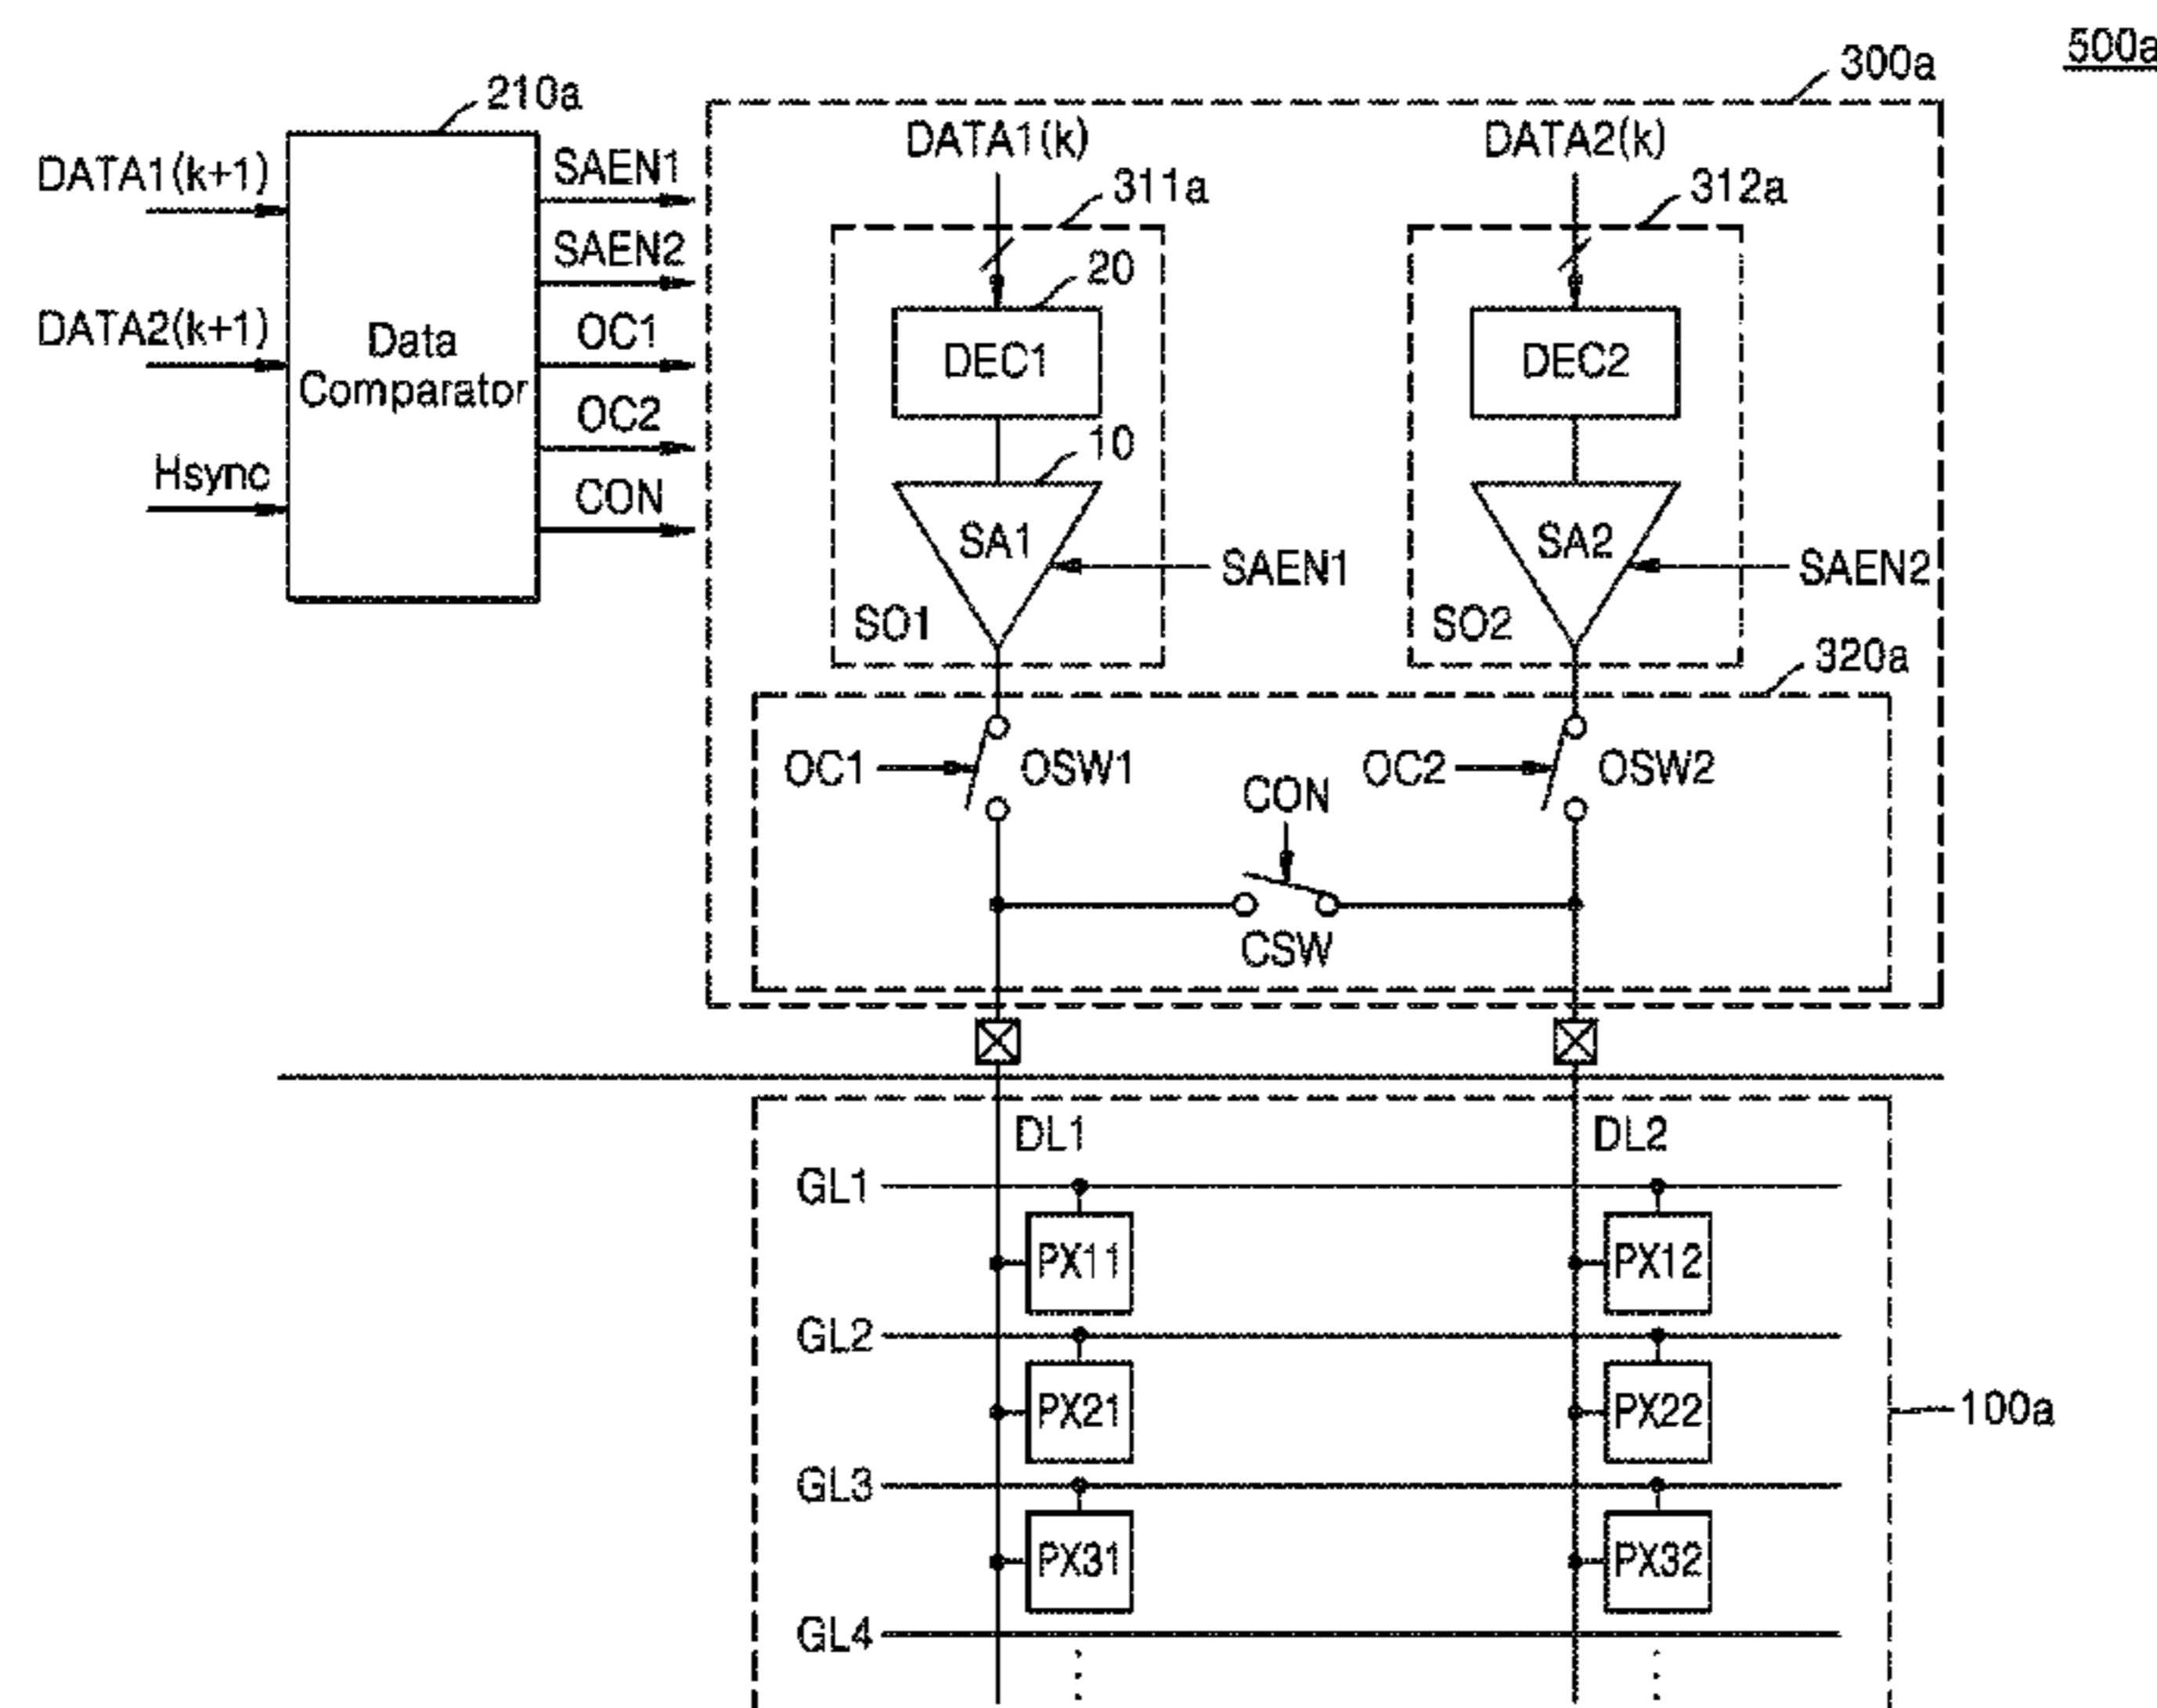 500a
300a
210a
DATA1(k+1)
DATA2(k+1)
Hsync
Data
Comparator
SAEN1
SAEN2
OC1
OC2
CON
DATA1(k)
DATA2(k)
311a
312a
20
DEC1
DEC2
10
SA1
SA2
SAEN1
SAEN2
SO1
SO2
320a
OC1
OSW1
OC2
OSW2
CON
CSW
DL1
DL2
GL1
PX11
PX12
GL2
PX21
PX22
100a
GL3
PX31
PX32
GL4